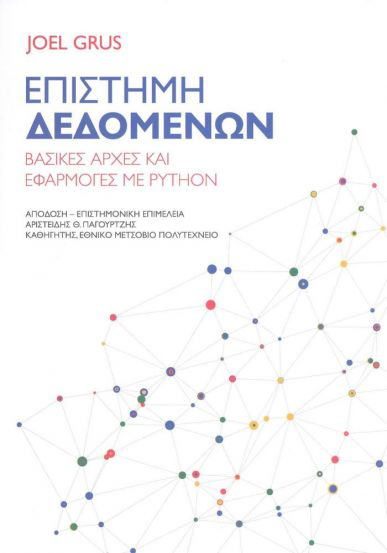 JOEL GRUS
ΕΠΙΣΤΗΜΗ
ΔΕΔΟΜΕΝΩΝ
ΒΑΣΙΚΕΣ ΑΡΧΕΣ ΚΑΙ
ΕΦΑΡΜΟΓΕΣ ΜΕ PYTHON
ΑΠΟΔΟΣΗ – ΕΠΙΣΤΗΜΟΝΙΚΗ ΕΠΙΜΕΛΕΙΑ
ΑΡΙΣΤΕΙΔΗΣ Θ. ΠΑΓΟΥΡΤΖΗΣ
ΚΑΘΗΓΗΤΗΣ, ΕΘΝΙΚΟ ΜΕΤΣΟΒΙΟ ΠΟΛΥΤΕΧΝΕΙΟ